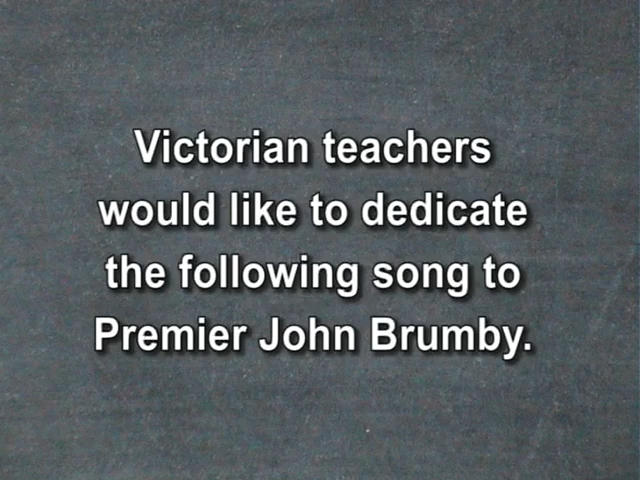 Victorian teachers
would like to dedicate
the following song to
Premier John Brumby.